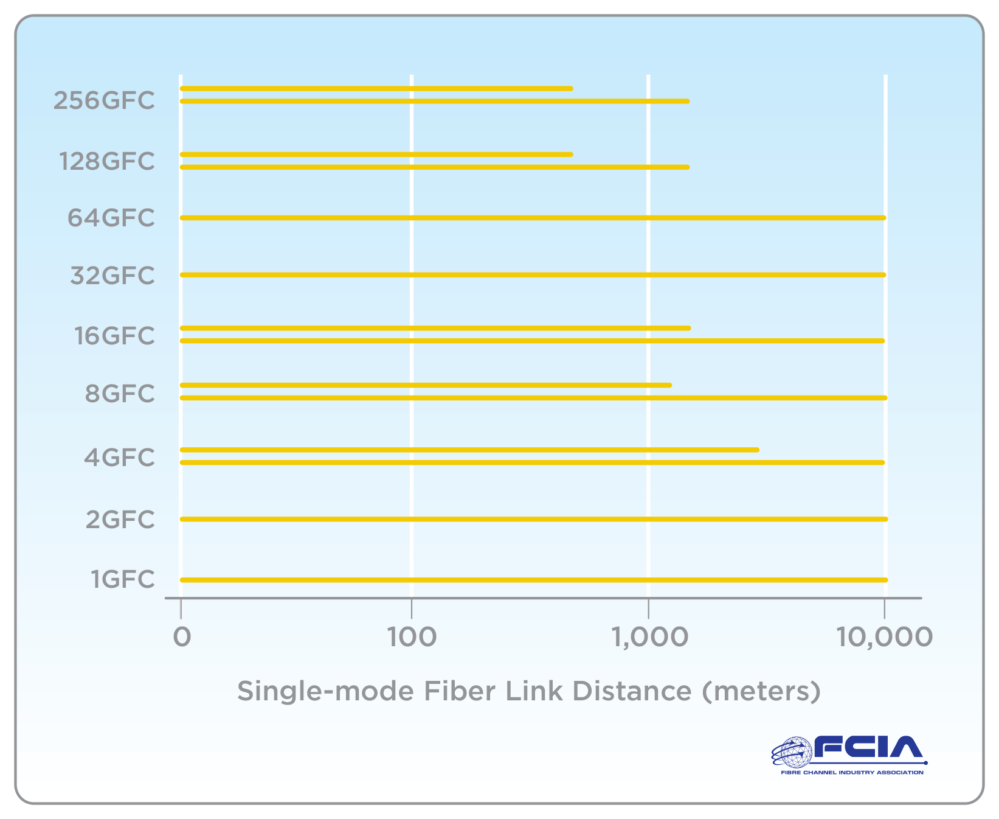 256GFC
128GFC
64GFC
32GFC
16GFC
8GFC
4GFC
2GFC
1GFC
0 100 1,000 10,000
Single-mode Fiber Link Distance (meters)
FCIA
FIBRE CHANNEL INDUSTRY ASSOCIATION